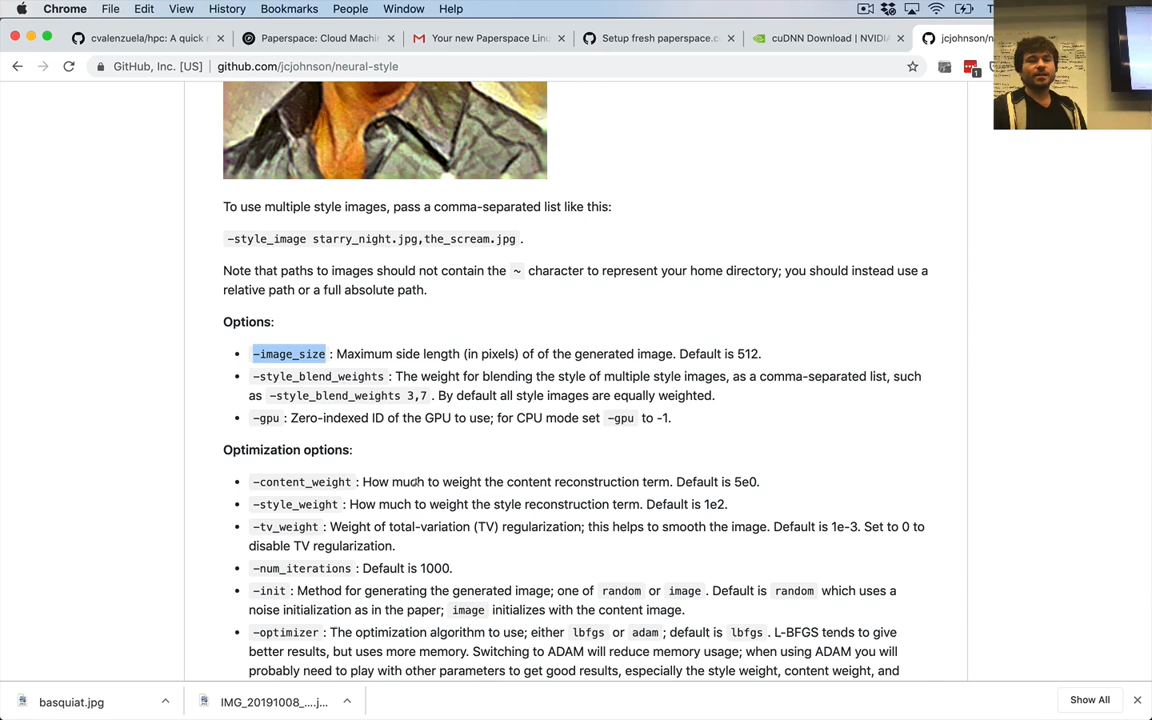 Chrome File Edit View History Bookmarks People Window Help
cvalenzuela/hpc: A quick r
Paperspace: Cloud Machin
Your new Paperspace Linu
Setup fresh paperspace.c
cuDNN Download | NVIDIA
jcjohnson/n
GitHub, Inc. [US] github.com/jcjohnson/neural-style
1
To use multiple style images, pass a comma-separated list like this:
-style_image starry_night.jpg,the_scream.jpg .
Note that paths to images should not contain the ~ character to represent your home directory; you should instead use a
relative path or a full absolute path.
Options:
• -image_size : Maximum side length (in pixels) of of the generated image. Default is 512.
• -style_blend_weights : The weight for blending the style of multiple style images, as a comma-separated list, such
as -style_blend_weights 3,7 . By default all style images are equally weighted.
• -gpu : Zero-indexed ID of the GPU to use; for CPU mode set -gpu to -1.
Optimization options:
• -content_weight : How much to weight the content reconstruction term. Default is 5e0.
• -style_weight : How much to weight the style reconstruction term. Default is 1e2.
• -tv_weight : Weight of total-variation (TV) regularization; this helps to smooth the image. Default is 1e-3. Set to 0 to
disable TV regularization.
• -num_iterations : Default is 1000.
• -init : Method for generating the generated image; one of random or image . Default is random which uses a
noise initialization as in the paper; image initializes with the content image.
• -optimizer : The optimization algorithm to use; either lbfgs or adam ; default is lbfgs . L-BFGS tends to give
better results, but uses more memory. Switching to ADAM will reduce memory usage; when using ADAM you will
probably need to play with other parameters to get good results, especially the style weight, content weight, and
basquiat.jpg
IMG_20191008_....j...
Show All